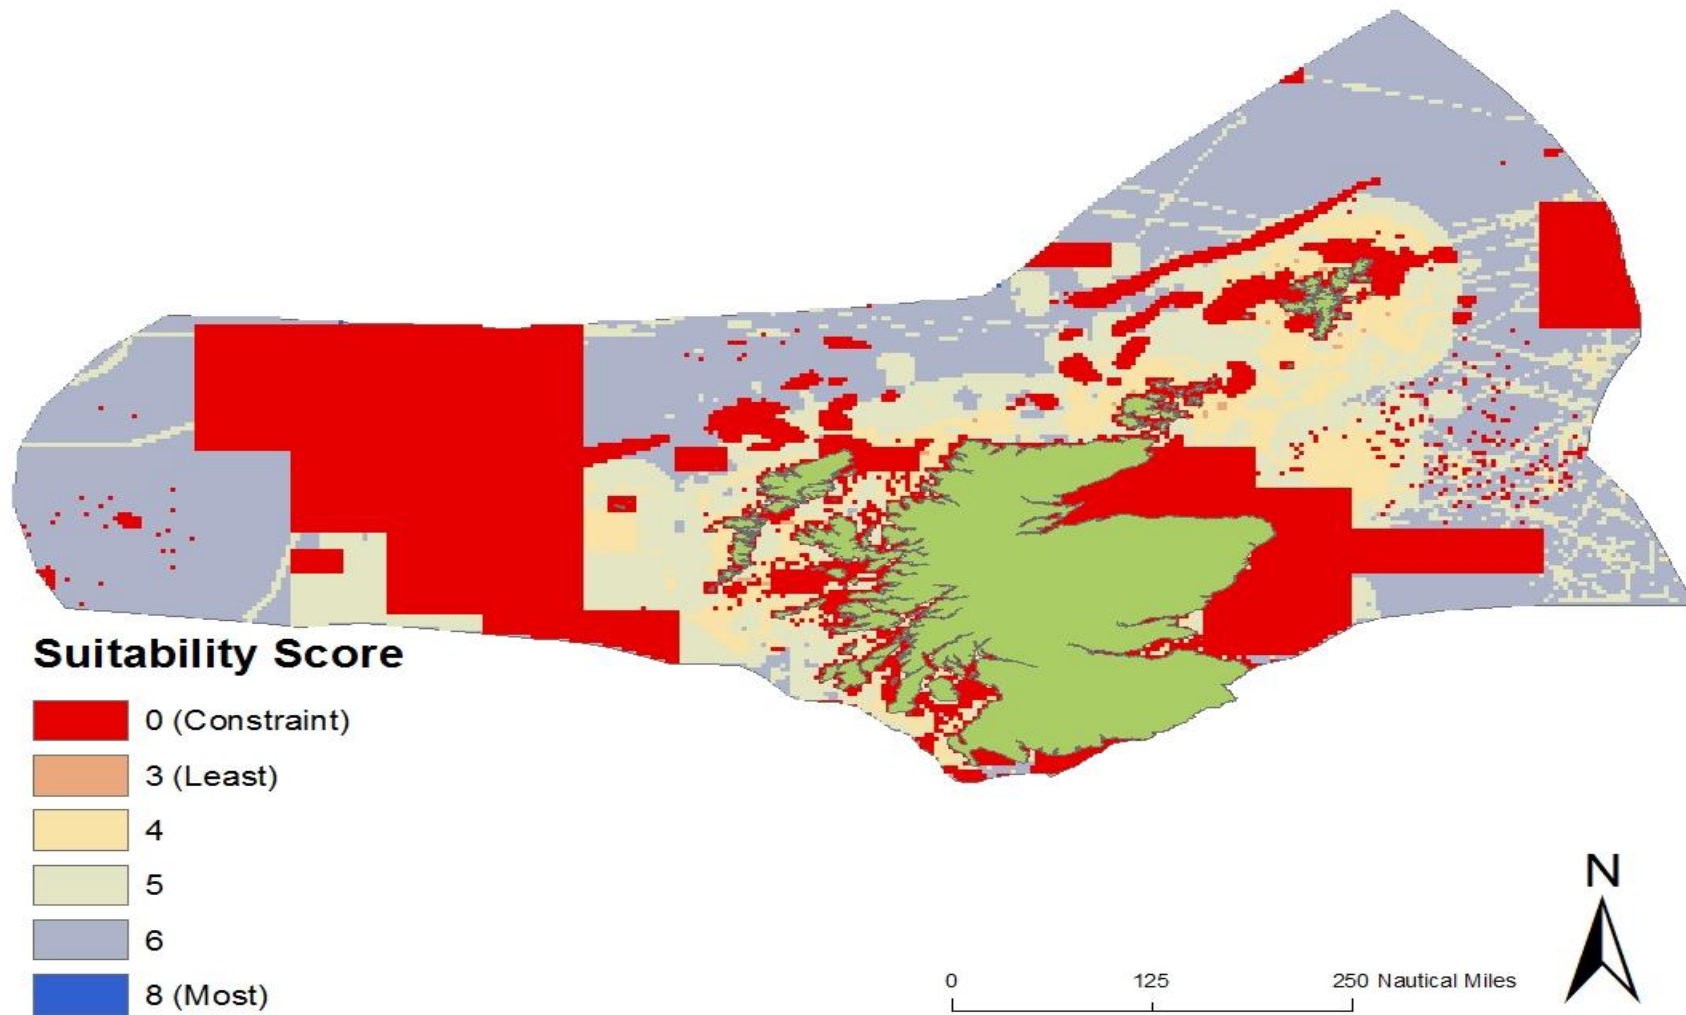 Suitability Score
0 (Constraint)
3 (Least)
4
5
6
8 (Most)
N
0 125 250 Nautical Miles